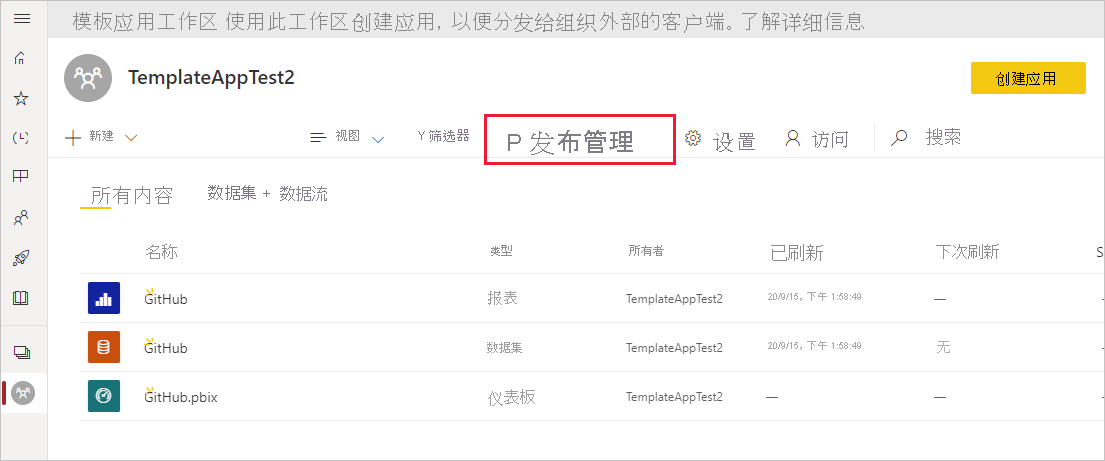 模板应用工作区 使用此工作区创建应用, 以便分发给组织外部的客户端。了解详细信息
TemplateAppTest2
创建应用
新建 视图 Y 筛选器 P 发布管理 设置 访问 搜索
所有内容 数据集 + 数据流
名称 类型 所有者 已刷新 下次刷新 S
GitHub 报表 TemplateAppTest2 20/9/15, 下午 1:58:49 —
GitHub 数据集 TemplateAppTest2 20/9/15, 下午 1:58:49 无
GitHub.pbix 仪表板 TemplateAppTest2 — —